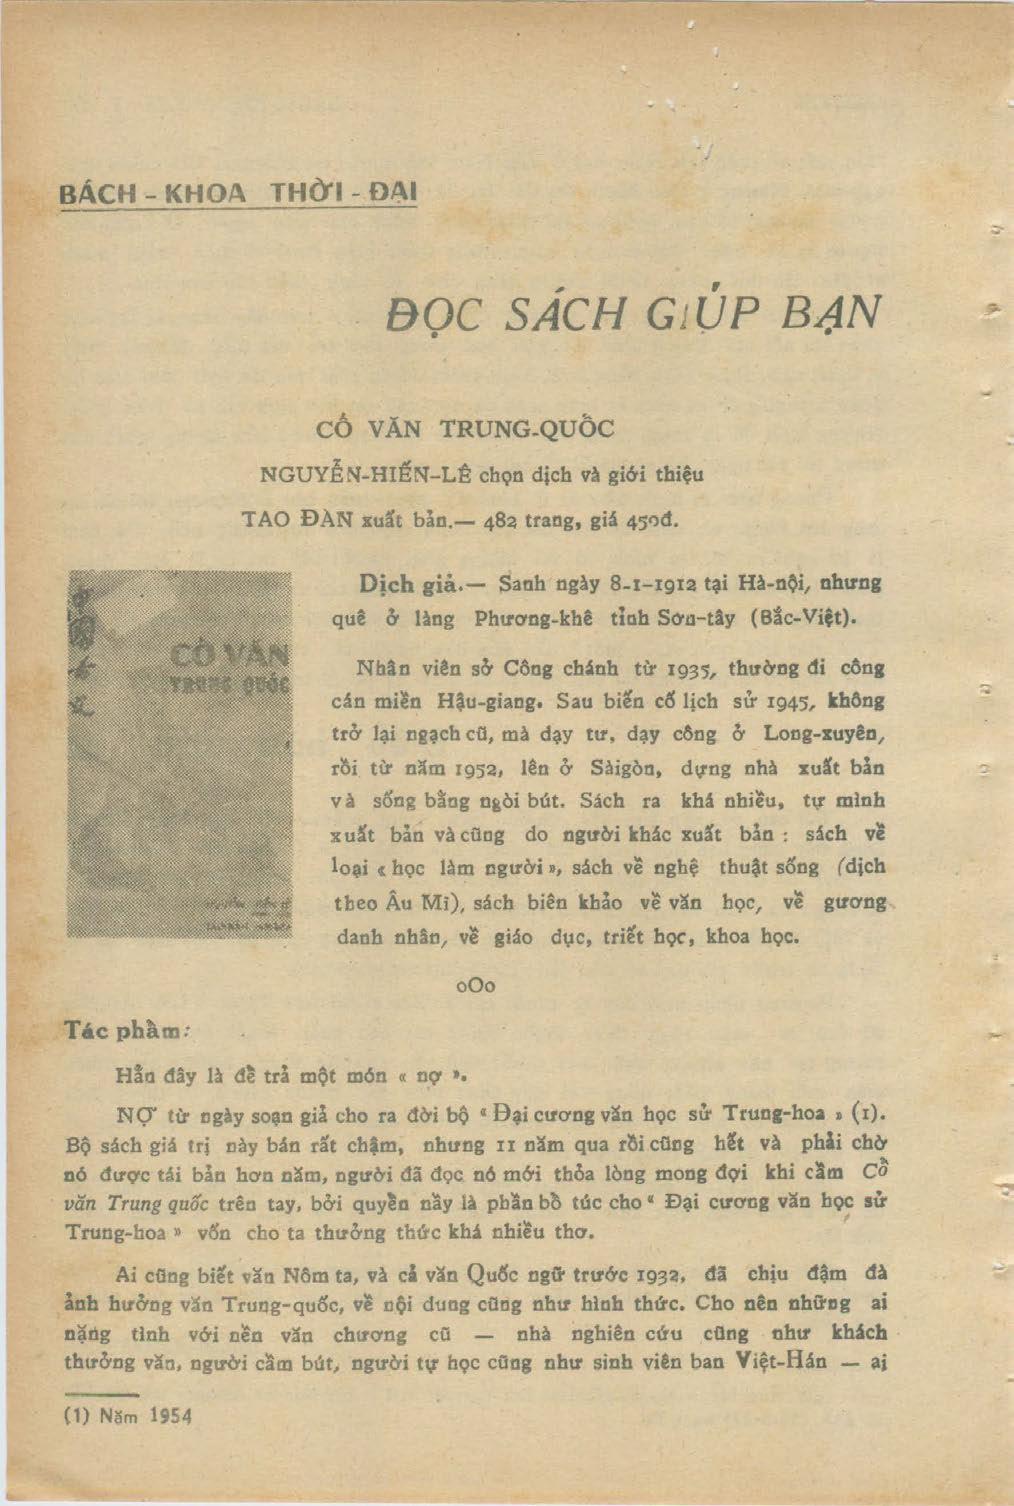 BÁCH - KHOA THỜI - ĐẠI
ĐỌC SÁCH GIÚP BẠN
CỔ VĂN TRUNG-QUỐC
NGUYỄN-HIẾN-LÊ chọn dịch và giới thiệu
TAO ĐÀN xuất bản.— 482 trang, giá 450đ.
CỔ VĂN
TRUNG QUỐC
Dịch giả.— Sanh ngày 8-1-1912 tại Hà-nội, nhưng
quê ở làng Phương-khê tỉnh Sơn-tây (Bắc-Việt).
Nhân viên sở Công chánh từ 1935, thường đi công
cán miền Hậu-giang. Sau biến cố lịch sử 1945, không
trở lại ngạch cũ, mà dạy tư, dạy công ở Long-xuyên,
rồi từ năm 1952, lên ở Sàigòn, dựng nhà xuất bản
và sống bằng ngòi bút. Sách ra khá nhiều, tự mình
xuất bản và cũng do người khác xuất bản : sách về
loại « học làm người », sách về nghệ thuật sống (dịch
theo Âu Mĩ), sách biên khảo về văn học, về gương
danh nhân, về giáo dục, triết học, khoa học.
oOo
Tác phẩm:
Hẳn đây là để trả một món « nợ ».
NỢ từ ngày soạn giả cho ra đời bộ « Đại cương văn học sử Trung-hoa » (1).
Bộ sách giá trị này bán rất chậm, nhưng 11 năm qua rồi cũng hết và phải chờ
nó được tái bản hơn năm, người đã đọc nó mới thỏa lòng mong đợi khi cầm Cổ
văn Trung quốc trên tay, bởi quyển nầy là phần bổ túc cho « Đại cương văn học sử
Trung-hoa » vốn cho ta thưởng thức khá nhiều thơ.
Ai cũng biết văn Nôm ta, và cả văn Quốc ngữ trước 1932, đã chịu đậm đà
ảnh hưởng văn Trung-quốc, về nội dung cũng như hình thức. Cho nên những ai
nặng tình với nền văn chương cũ — nhà nghiên cứu cũng như khách
thưởng văn, người cầm bút, người tự học cũng như sinh viên ban Việt-Hán — ai
(1) Năm 1954